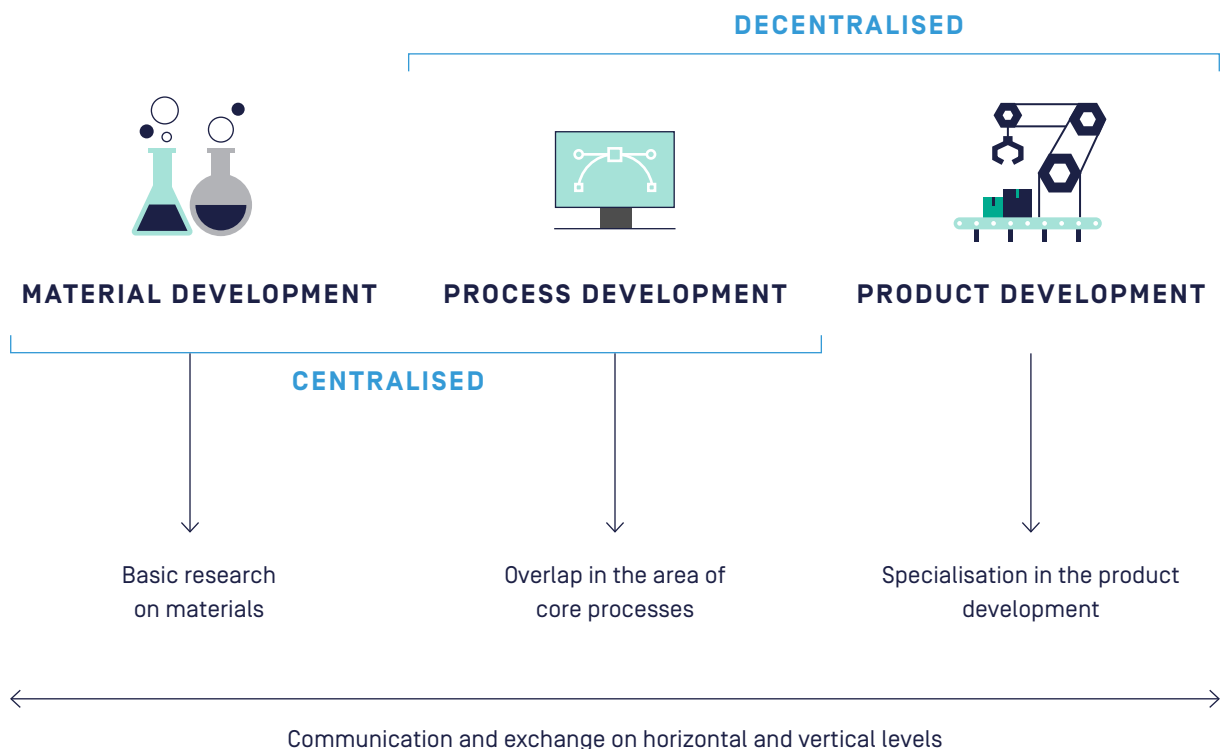 DECENTRALISED
MATERIAL DEVELOPMENT
PROCESS DEVELOPMENT
PRODUCT DEVELOPMENT
CENTRALISED
Basic research
on materials
Overlap in the area of
core processes
Specialisation in the product
development
Communication and exchange on horizontal and vertical levels